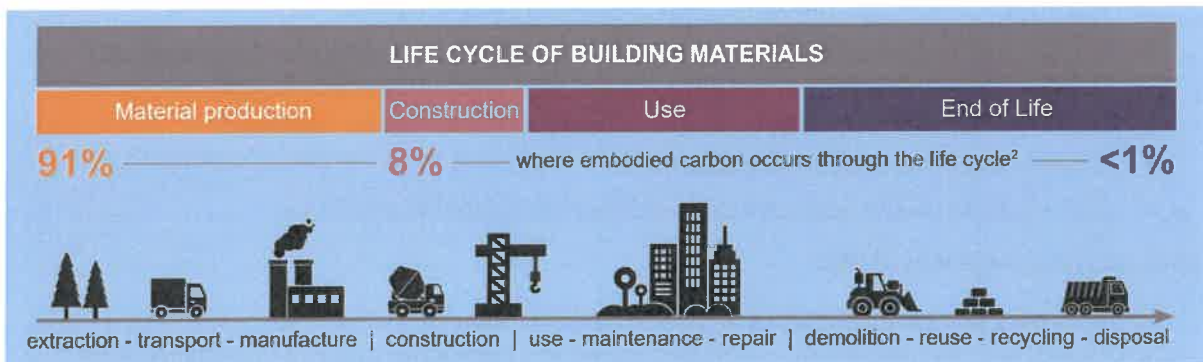 LIFE CYCLE OF BUILDING MATERIALS
Material production Construction Use End of Life
91% 8% where embodied carbon occurs through the life cycle² <1%
extraction - transport - manufacture | construction | use - maintenance - repair | demolition - reuse - recycling - disposal